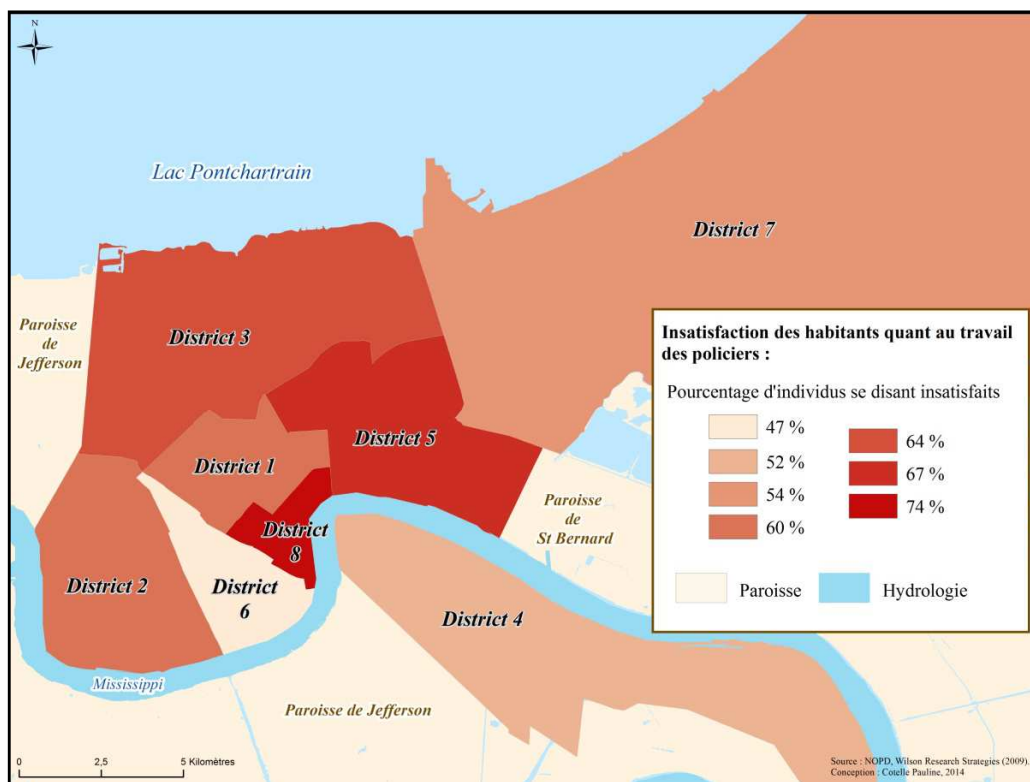 N
Lac Pontchartrain
District 7
Paroisse
de
Jefferson
District 3
District 5
District 1
District
8
District 2
District
6
District 4
Paroisse
de
St Bernard
Mississippi
Paroisse de Jefferson
Insatisfaction des habitants quant au travail
des policiers :
Pourcentage d'individus se disant insatisfaits
47 %
52 %
54 %
60 %
64 %
67 %
74 %
Paroisse
Hydrologie
0 2,5 5 Kilomètres
Source : NOPD, Wilson Research Strategies (2009).
Conception : Cotelle Pauline, 2014